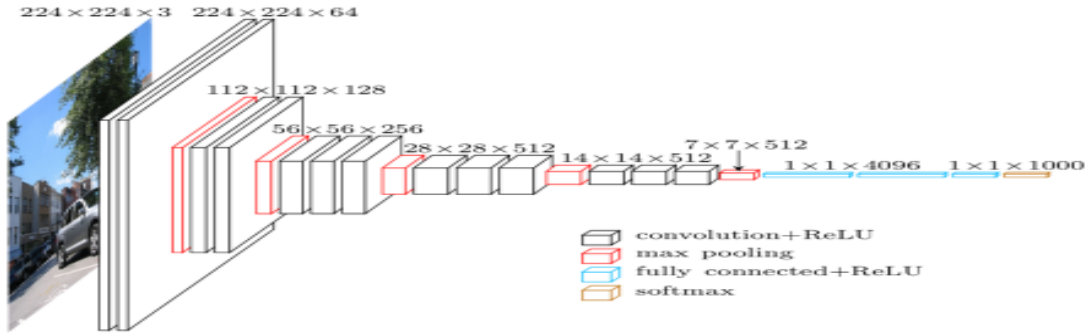 224×224×3
224×224×64
112×112×128
56×56×256
28×28×512
14×14×512
7×7×512
1×1×4096
1×1×1000
convolution+ReLU
max pooling
fully connected+ReLU
softmax